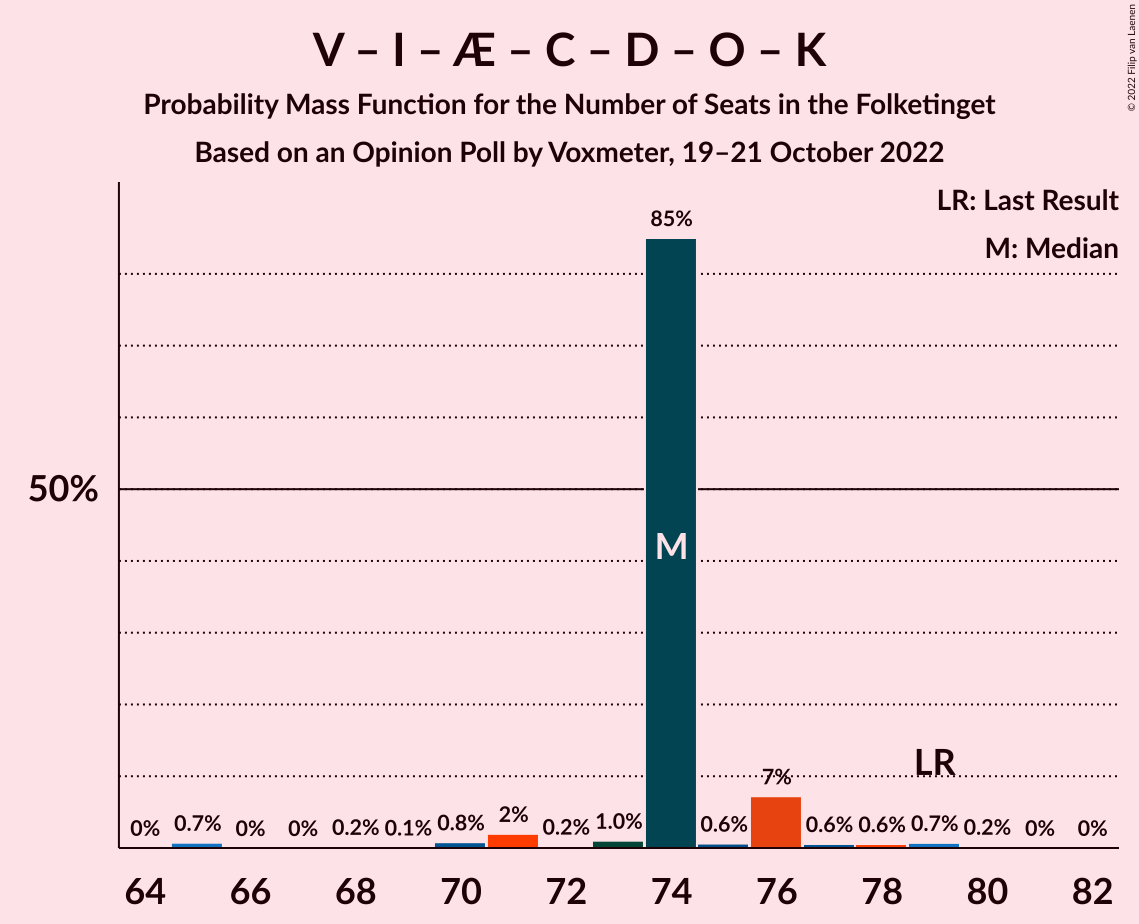 V – I – Æ – C – D – O – K
Probability Mass Function for the Number of Seats in the Folketinget
Based on an Opinion Poll by Voxmeter, 19–21 October 2022
© 2022 Filip van Laenen
LR: Last Result
M: Median
50%
0% 0.7% 0% 0% 0.2% 0.1% 0.8% 2% 0.2% 1.0% 85% 0.6% 7% 0.6% 0.6% 0.7% 0.2% 0% 0%
M
LR
64 66 68 70 72 74 76 78 80 82